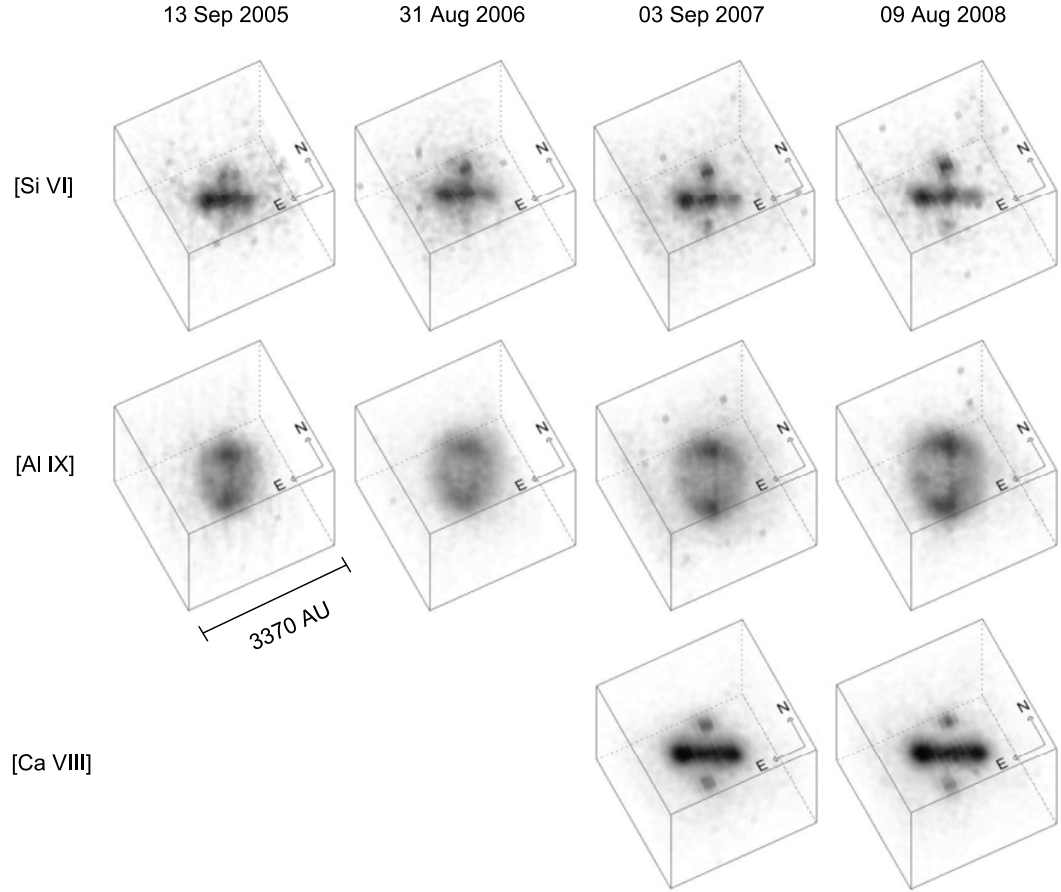 13 Sep 2005 31 Aug 2006 03 Sep 2007 09 Aug 2008
[Si VI]
N N N N
E E E E
[Al IX]
N N N N
E E E E
3370 AU
[Ca VIII]
N N
E E